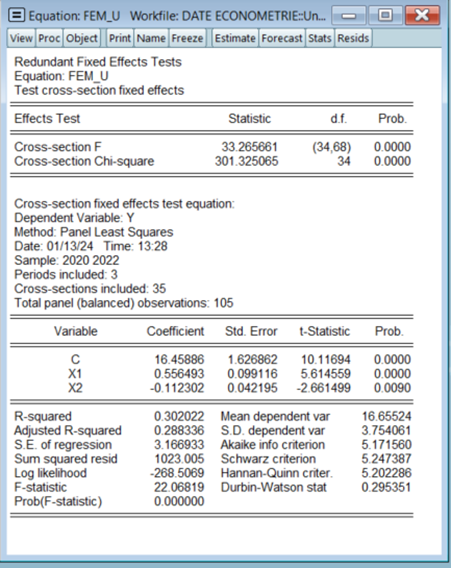 Equation: FEM_U Workfile: DATE ECONOMETRIE::Un...
View Proc Object Print Name Freeze Estimate Forecast Stats Resids
Redundant Fixed Effects Tests
Equation: FEM_U
Test cross-section fixed effects
Effects Test Statistic d.f. Prob.
Cross-section F 33.265661 (34,68) 0.0000
Cross-section Chi-square 301.325065 34 0.0000
Cross-section fixed effects test equation:
Dependent Variable: Y
Method: Panel Least Squares
Date: 01/13/24 Time: 13:28
Sample: 2020 2022
Periods included: 3
Cross-sections included: 35
Total panel (balanced) observations: 105
Variable Coefficient Std. Error t-Statistic Prob.
C 16.45886 1.626862 10.11694 0.0000
X1 0.556493 0.099116 5.614559 0.0000
X2 -0.112302 0.042195 -2.661499 0.0090
R-squared 0.302022 Mean dependent var 16.65524
Adjusted R-squared 0.288336 S.D. dependent var 3.754061
S.E. of regression 3.166933 Akaike info criterion 5.171560
Sum squared resid 1023.005 Schwarz criterion 5.247387
Log likelihood -268.5069 Hannan-Quinn criter. 5.202286
F-statistic 22.06819 Durbin-Watson stat 0.295351
Prob(F-statistic) 0.000000